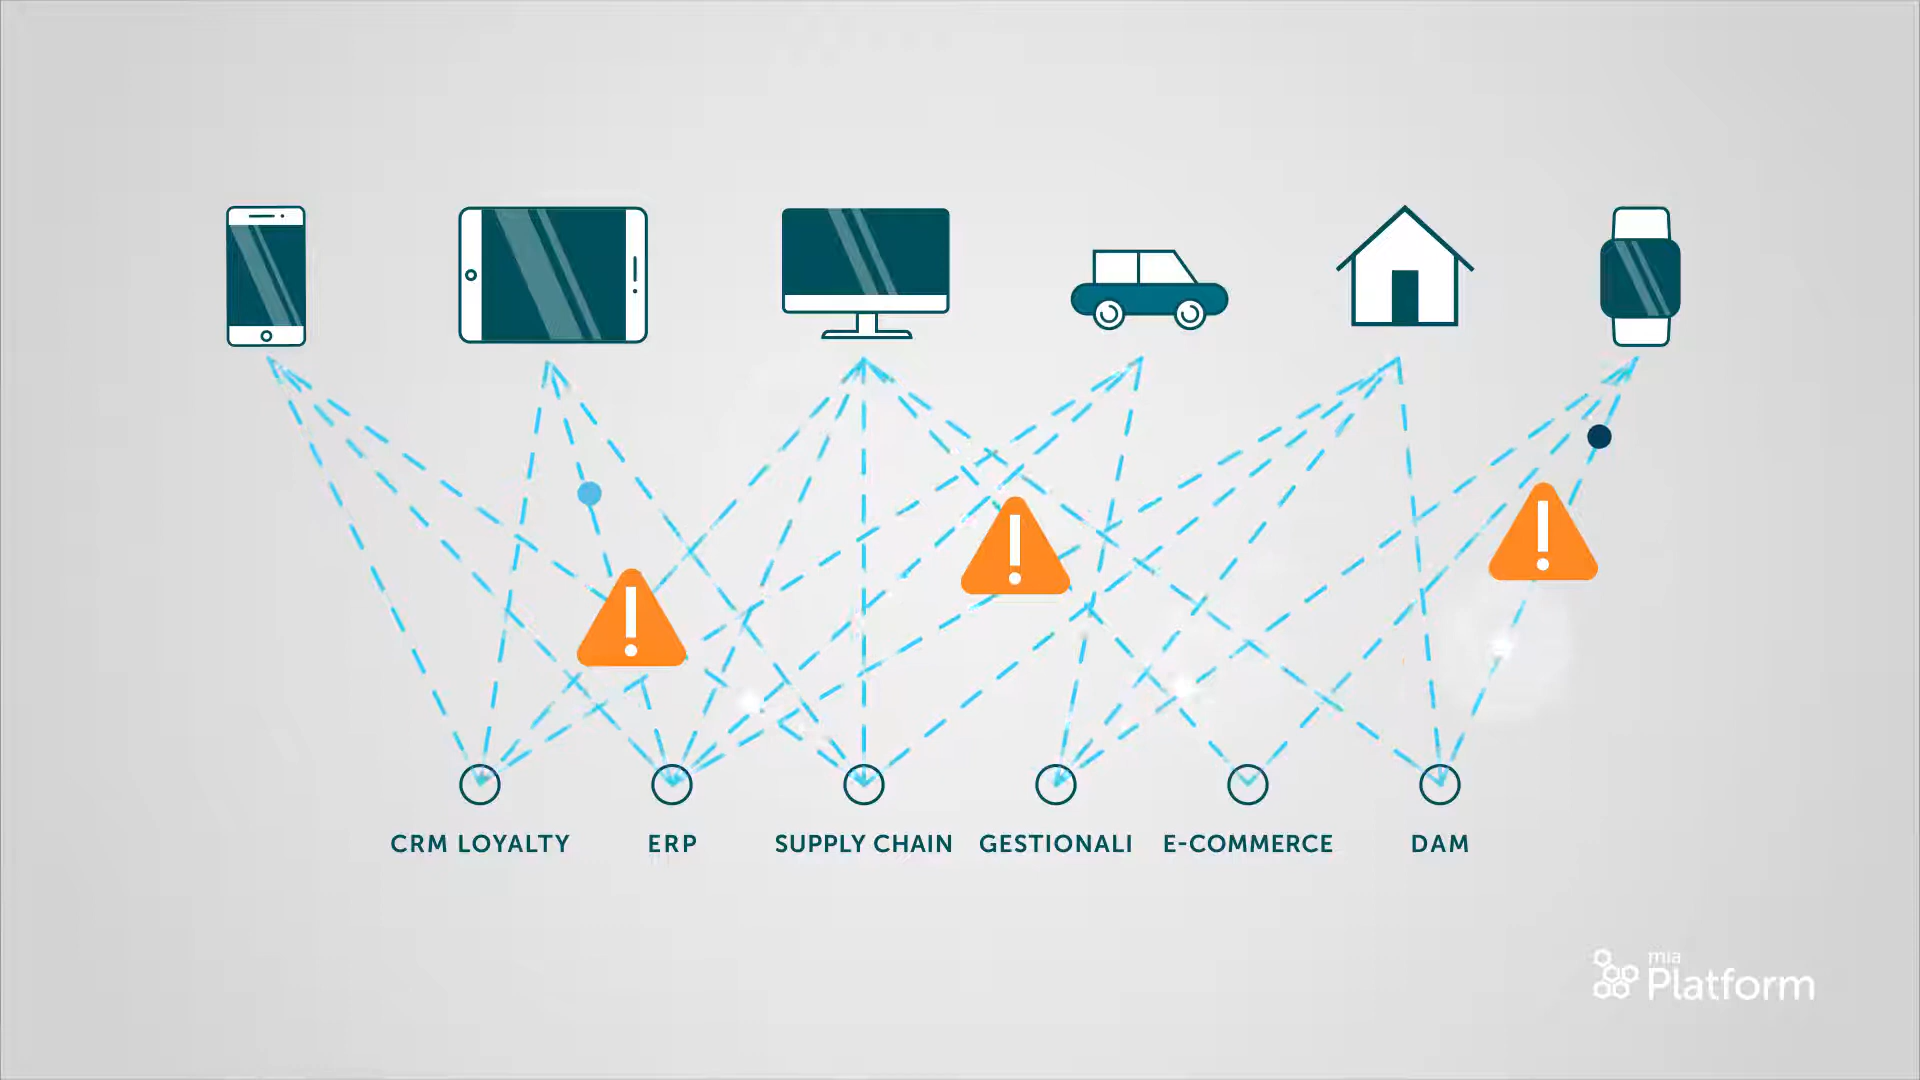 CRM LOYALTY
ERP
SUPPLY CHAIN
GESTIONALI
E-COMMERCE
DAM
mia
Platform